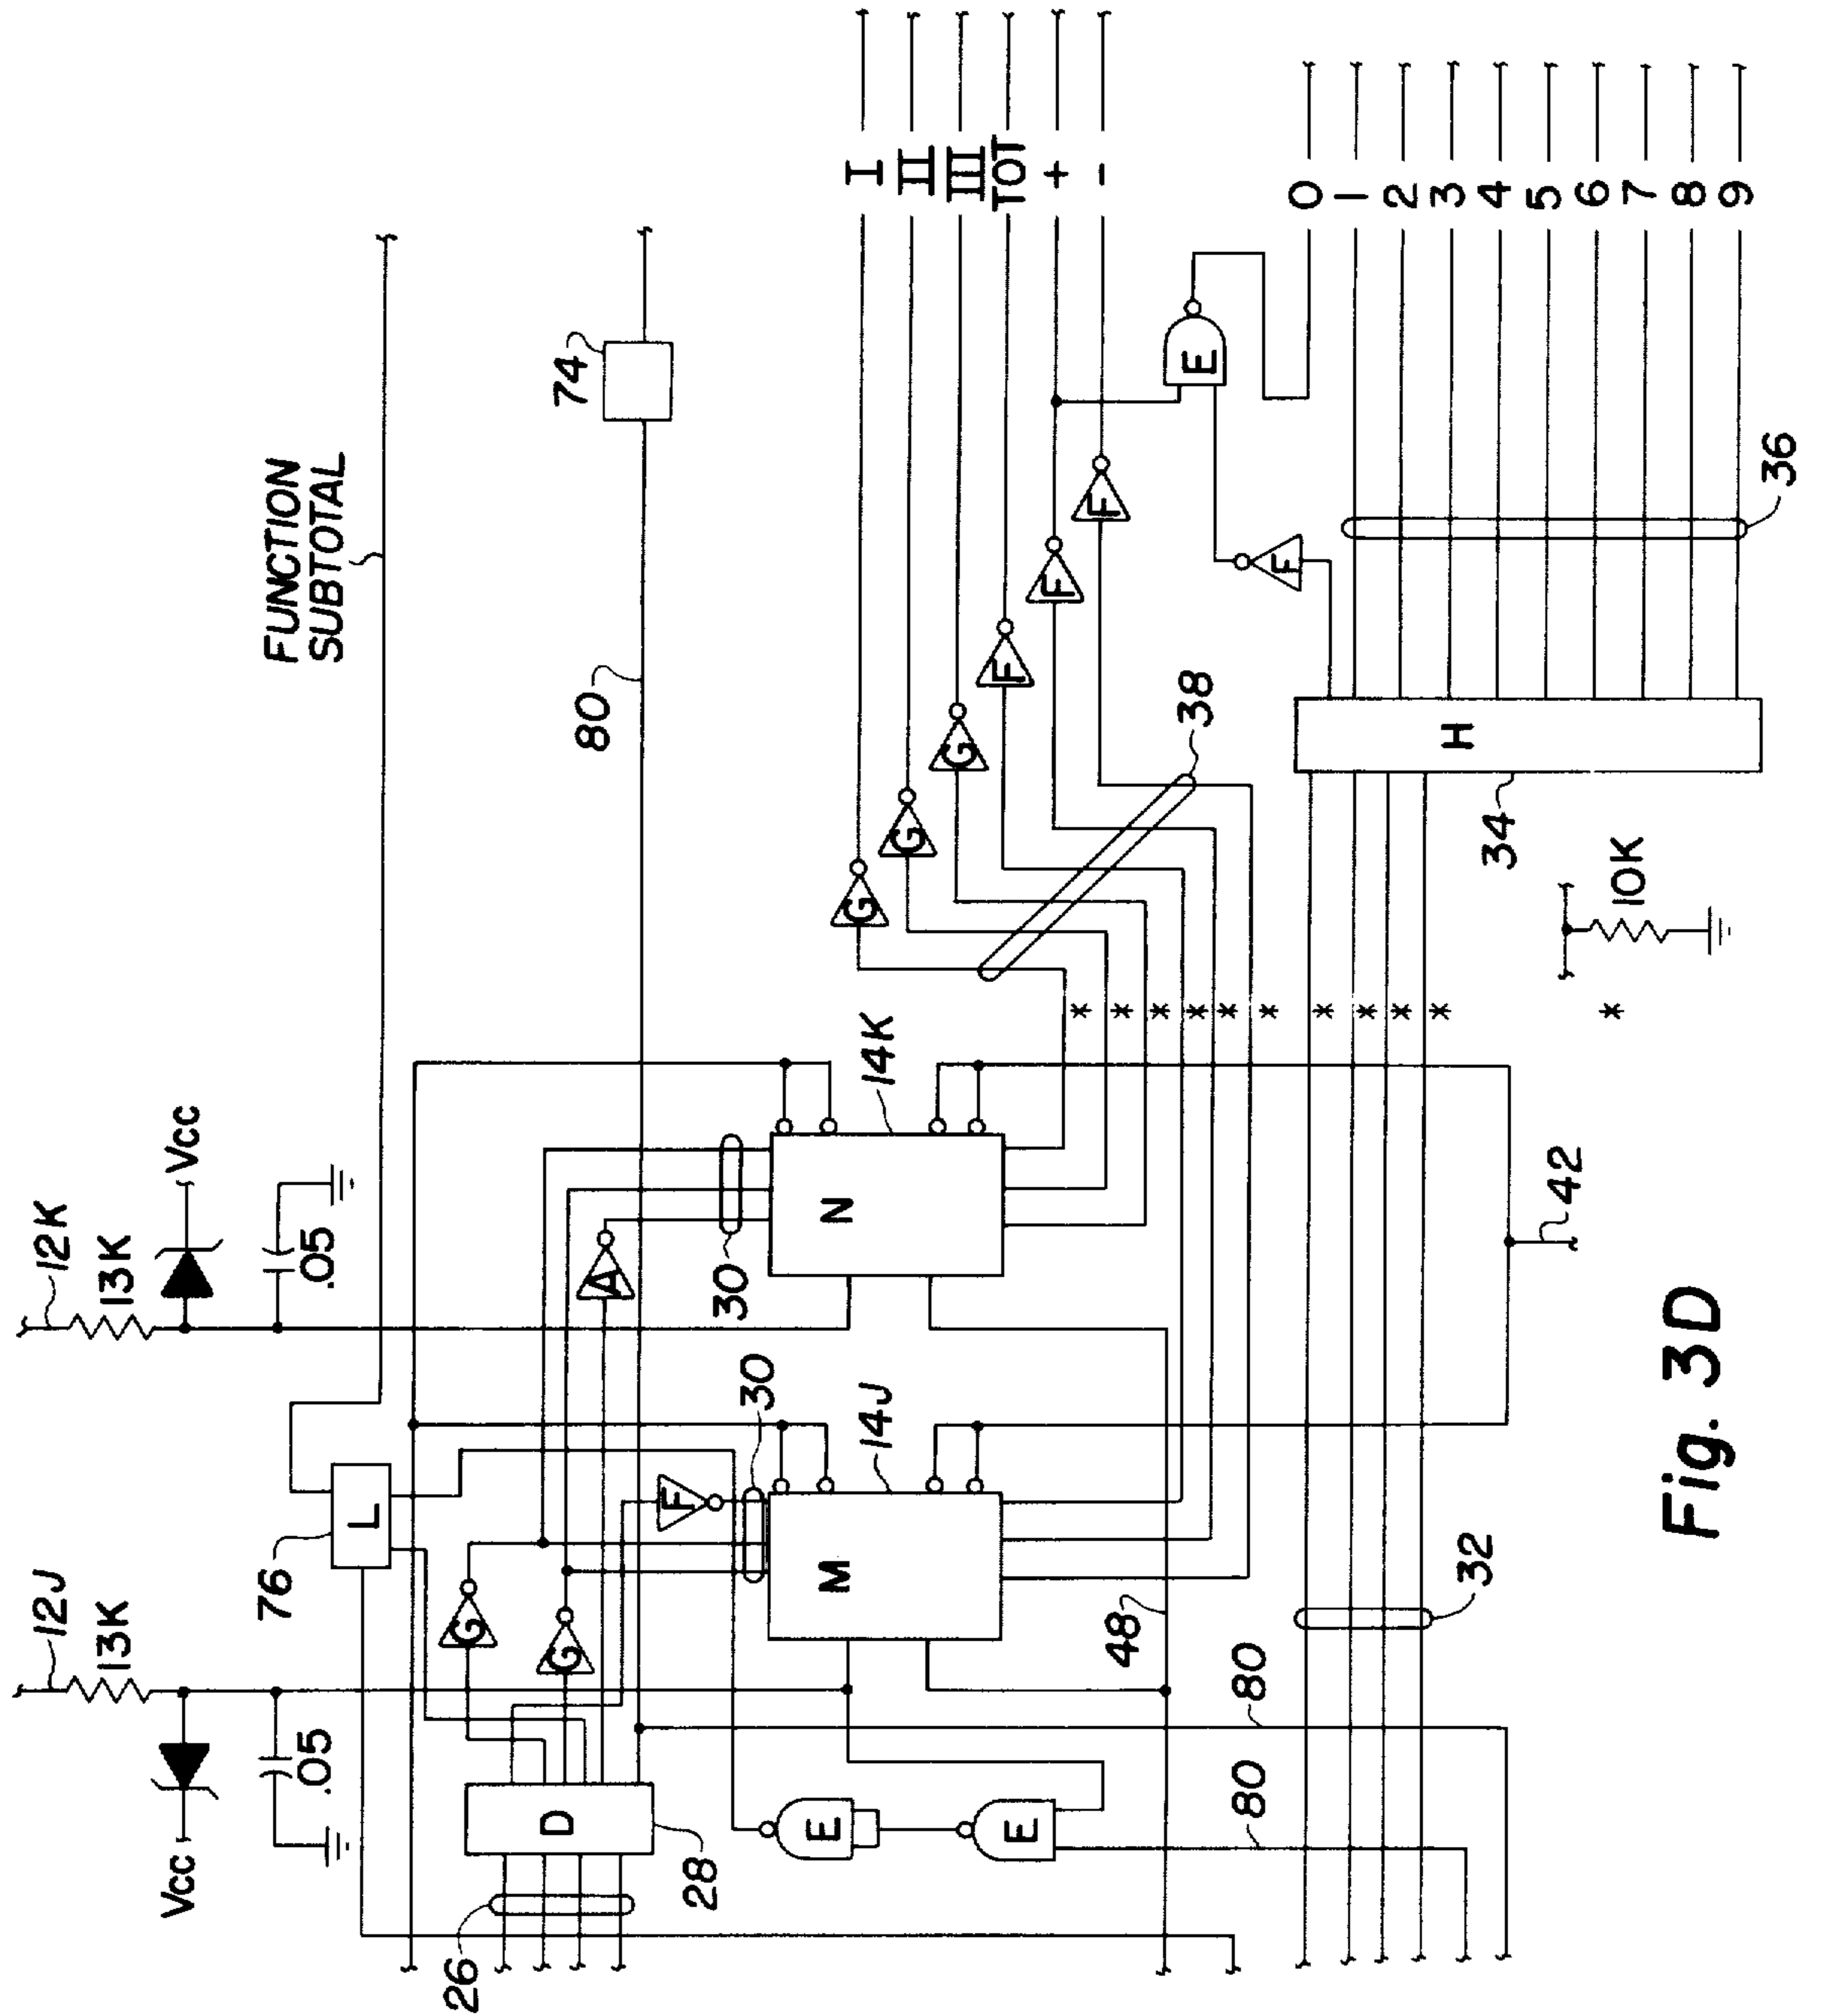 12J
13K
Vcc
.05
12K
13K
Vcc
.05
FUNCTION
SUBTOTAL
76
L
26
D
28
G
G
A
F
30
30
80
74
E
E
M
14J
N
14K
G
G
G
F
F
F
38
I
II
III
TOT
+
-
E
F
48
80
80
32
42
* * * * * *
* * * *
H
34
36
0
1
2
3
4
5
6
7
8
9
*
10K
Fig. 3D